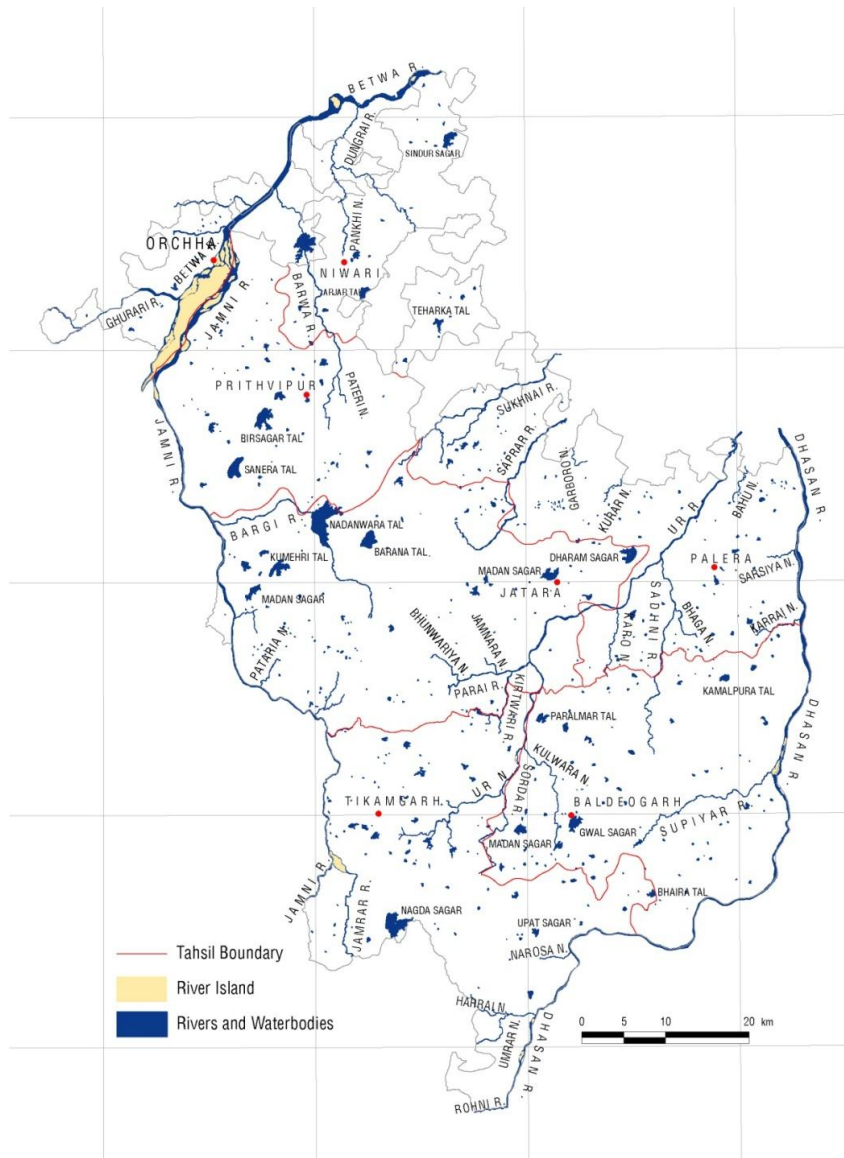 BETWA R.
DUNGRAI R.
SINDUR SAGAR
PANKHI N.
ORCHHA
BETWA R.
NIWARI
GHURARI R.
JAMNI R.
BARWA R.
ARJAR TAL
TEHARKA TAL
PRITHVIPUR
PATERI N.
SUKHNAI R.
BIRSAGAR TAL
JAMNI R.
SAPRAR R.
DHASAN R.
SANERA TAL
GARBORO N.
KURAR N.
UR R.
BAHU N.
BARGI R.
NADANWARA TAL
BARANA TAL
KUMEHRI TAL
DHARAM SAGAR
MADAN SAGAR
PALERA
SARSIYA N.
JATARA
MADAN SAGAR
PATARIA N.
BHUNWARIYA N.
JAMNARA N.
KARO N.
SADHNI R.
BHAGA N.
KARRAI N.
PARAI R.
KIRTWARI R.
KAMALPURA TAL
PARALMAR TAL
DHASAN R.
KULWARA N.
UR N.
SORDA R.
TIKAMGARH
BALDEOGARH
SUPIYAR R.
MADAN SAGAR
GWAL SAGAR
JAMNI R.
JAMRAR R.
BHAIRA TAL
NAGDA SAGAR
UPAT SAGAR
NAROSA N.
Tahsil Boundary
River Island
Rivers and Waterbodies
HARRAI N.
UMRAR N.
DHASAN R.
ROHNI R.
0 5 10 20 km